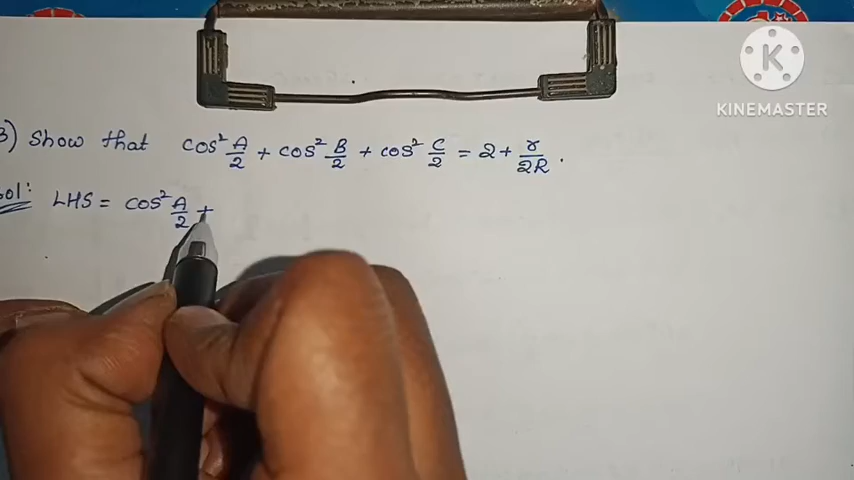 KINEMASTER
3) Show that cos² A/2 + cos² B/2 + cos² C/2 = 2 + r/2R .
Sol: LHS = cos² A/2 +